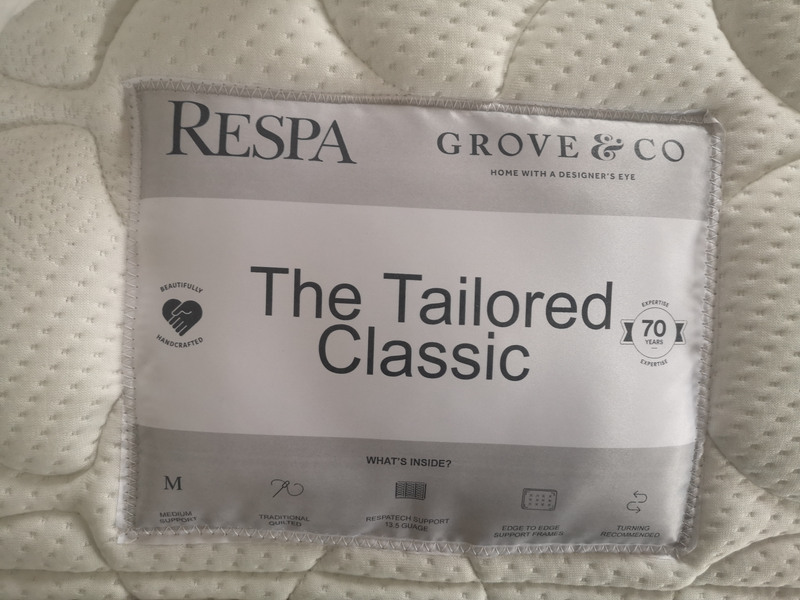 RESPA
GROVE & CO
HOME WITH A DESIGNER'S EYE
BEAUTIFULLY
HANDCRAFTED
The Tailored
Classic
EXPERTISE
70
YEARS
EXPERTISE
WHAT'S INSIDE?
M
MEDIUM
SUPPORT
TRADITIONAL
QUILTED
RESPATECH SUPPORT
13.5 GUAGE
EDGE TO EDGE
SUPPORT FRAMES
TURNING
RECOMMENDED